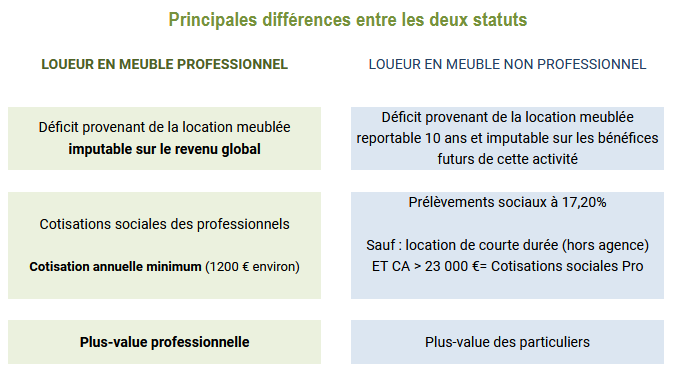 Principales différences entre les deux statuts
LOUEUR EN MEUBLE PROFESSIONNEL
LOUEUR EN MEUBLE NON PROFESSIONNEL
Déficit provenant de la location meublée
imputable sur le revenu global
Déficit provenant de la location meublée
reportable 10 ans et imputable sur les bénéfices
futurs de cette activité
Cotisations sociales des professionnels
Cotisation annuelle minimum (1200 € environ)
Prélèvements sociaux à 17,20%
Sauf : location de courte durée (hors agence)
ET CA > 23 000 €= Cotisations sociales Pro
Plus-value professionnelle
Plus-value des particuliers